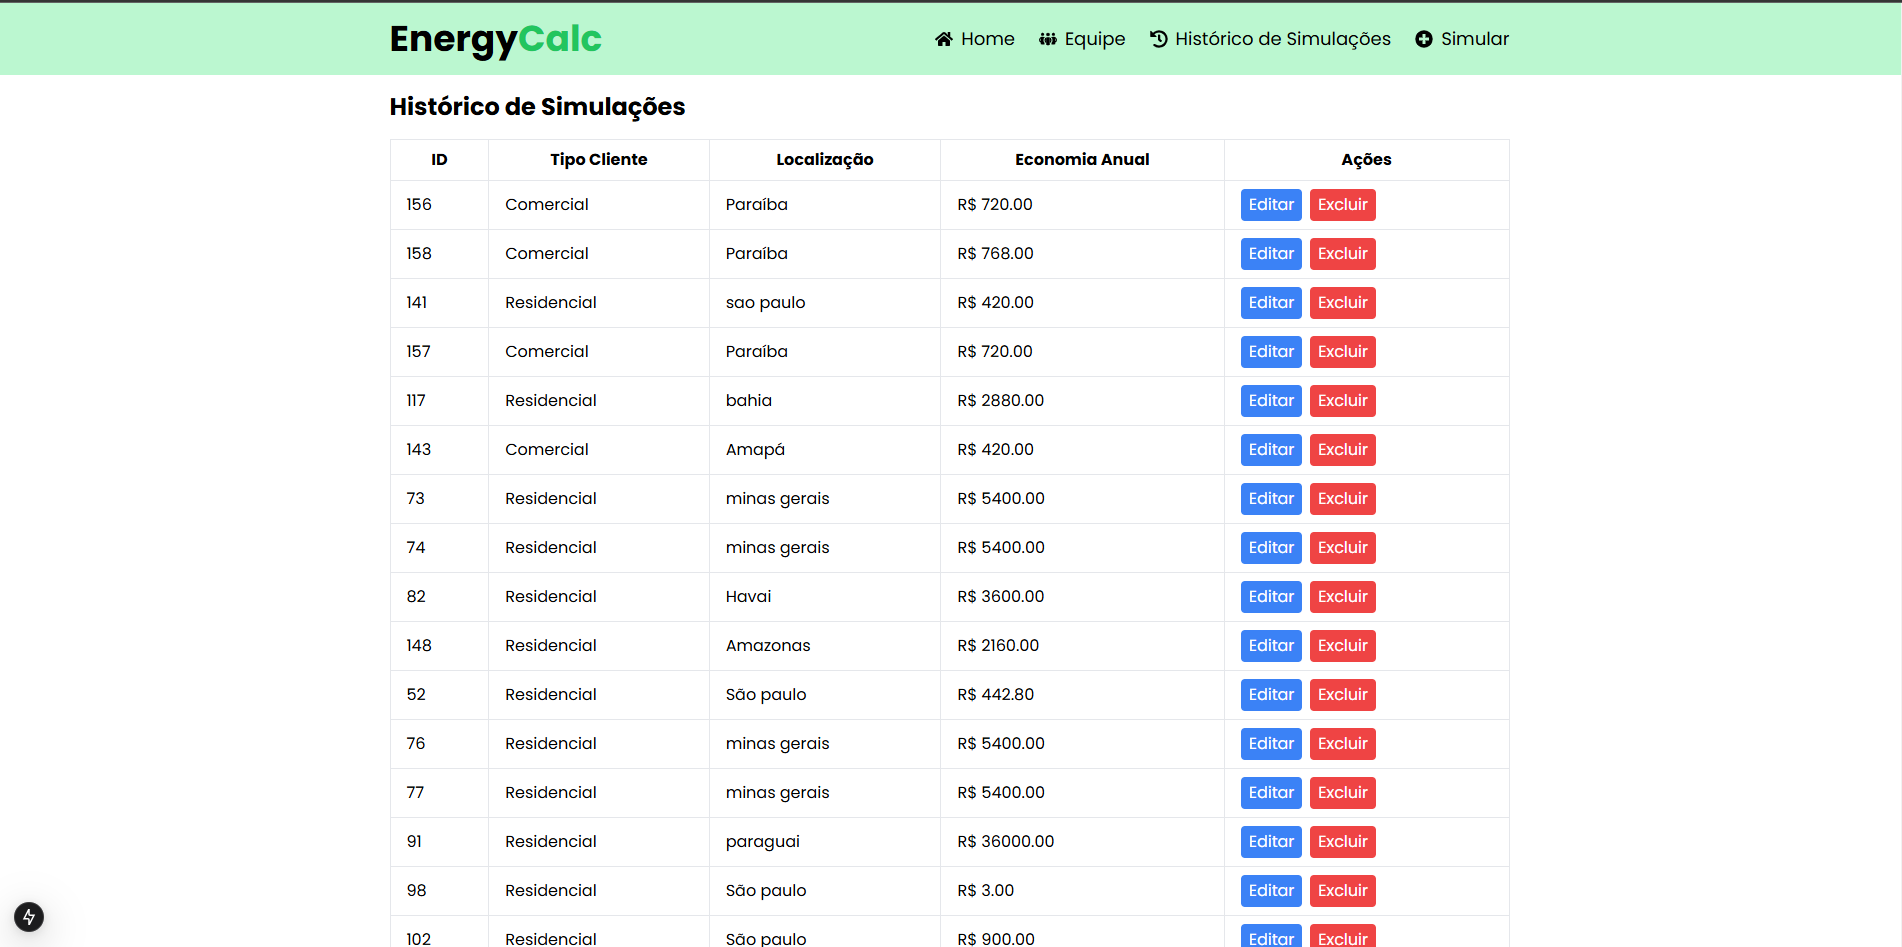 EnergyCalc Home Equipe Histórico de Simulações Simular
Histórico de Simulações
ID Tipo Cliente Localização Economia Anual Ações
156 Comercial Paraíba R$ 720.00 Editar Excluir
158 Comercial Paraíba R$ 768.00 Editar Excluir
141 Residencial sao paulo R$ 420.00 Editar Excluir
157 Comercial Paraíba R$ 720.00 Editar Excluir
117 Residencial bahia R$ 2880.00 Editar Excluir
143 Comercial Amapá R$ 420.00 Editar Excluir
73 Residencial minas gerais R$ 5400.00 Editar Excluir
74 Residencial minas gerais R$ 5400.00 Editar Excluir
82 Residencial Havai R$ 3600.00 Editar Excluir
148 Residencial Amazonas R$ 2160.00 Editar Excluir
52 Residencial São paulo R$ 442.80 Editar Excluir
76 Residencial minas gerais R$ 5400.00 Editar Excluir
77 Residencial minas gerais R$ 5400.00 Editar Excluir
91 Residencial paraguai R$ 36000.00 Editar Excluir
98 Residencial São paulo R$ 3.00 Editar Excluir
102 Residencial São paulo R$ 900.00 Editar Excluir